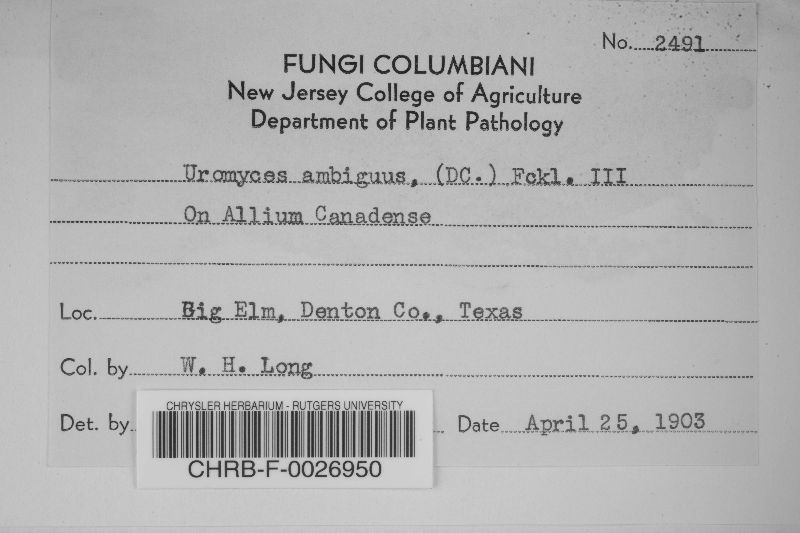 No. 2491
FUNGI COLUMBIANI
New Jersey College of Agriculture
Department of Plant Pathology
Uromyces ambiguus, (DC.) Fckl. III
On Allium Canadense
Loc. Big Elm, Denton Co., Texas
Col. by W. H. Long
Det. by
Date April 25, 1903
CHRYSLER HERBARIUM - RUTGERS UNIVERSITY
CHRB-F-0026950